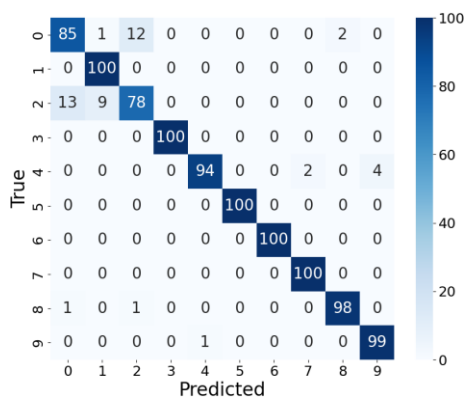 True
0 85 1 12 0 0 0 0 0 2 0
1 0 100 0 0 0 0 0 0 0 0
2 13 9 78 0 0 0 0 0 0 0
3 0 0 0 100 0 0 0 0 0 0
4 0 0 0 0 94 0 0 2 0 4
5 0 0 0 0 0 100 0 0 0 0
6 0 0 0 0 0 0 100 0 0 0
7 0 0 0 0 0 0 0 100 0 0
8 1 0 1 0 0 0 0 0 98 0
9 0 0 0 0 1 0 0 0 0 99
0 1 2 3 4 5 6 7 8 9
Predicted
100
80
60
40
20
0